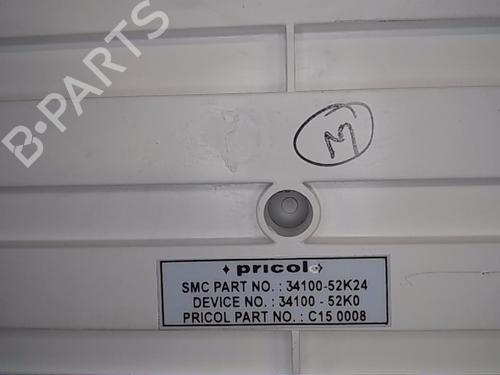 B-PARTS
M
pricol
SMC PART NO. : 34100-52K24
DEVICE NO. : 34100 - 52K0
PRICOL PART NO. : C15 0008